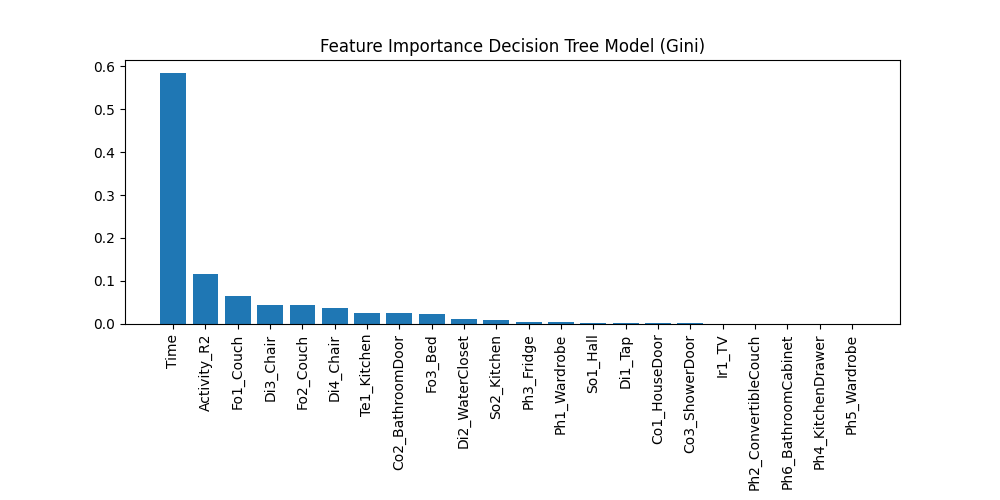 Feature Importance Decision Tree Model (Gini)
0.6
0.5
0.4
0.3
0.2
0.1
0.0
Time
Activity_R2
Fo1_Couch
Di3_Chair
Fo2_Couch
Di4_Chair
Te1_Kitchen
Co2_BathroomDoor
Fo3_Bed
Di2_WaterCloset
So2_Kitchen
Ph3_Fridge
Ph1_Wardrobe
So1_Hall
Di1_Tap
Co1_HouseDoor
Co3_ShowerDoor
Ir1_TV
Ph2_ConvertibleCouch
Ph6_BathroomCabinet
Ph4_KitchenDrawer
Ph5_Wardrobe